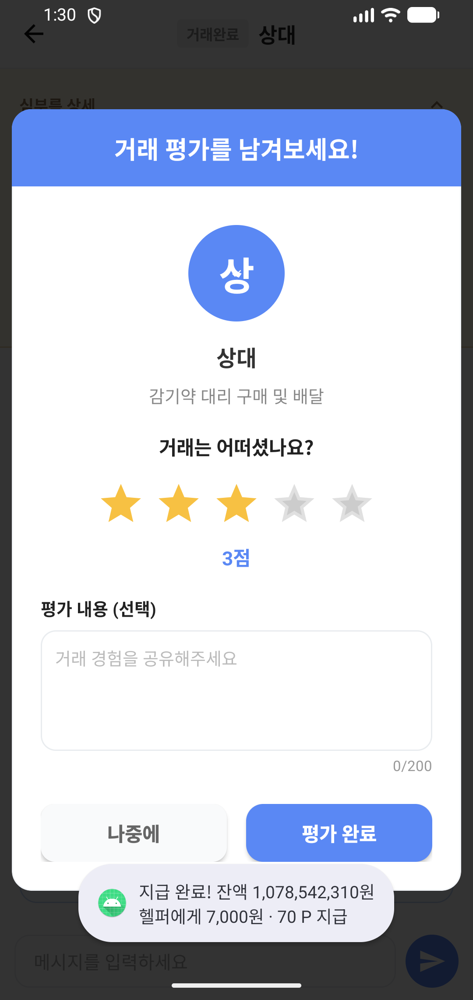 1:30
거래완료 상대
심부름 상세
거래 평가를 남겨보세요!
상
상대
감기약 대리 구매 및 배달
거래는 어떠셨나요?
3점
평가 내용 (선택)
거래 경험을 공유해주세요
0/200
나중에
평가 완료
지급 완료! 잔액 1,078,542,310원
헬퍼에게 7,000원 · 70 P 지급
메시지를 입력하세요